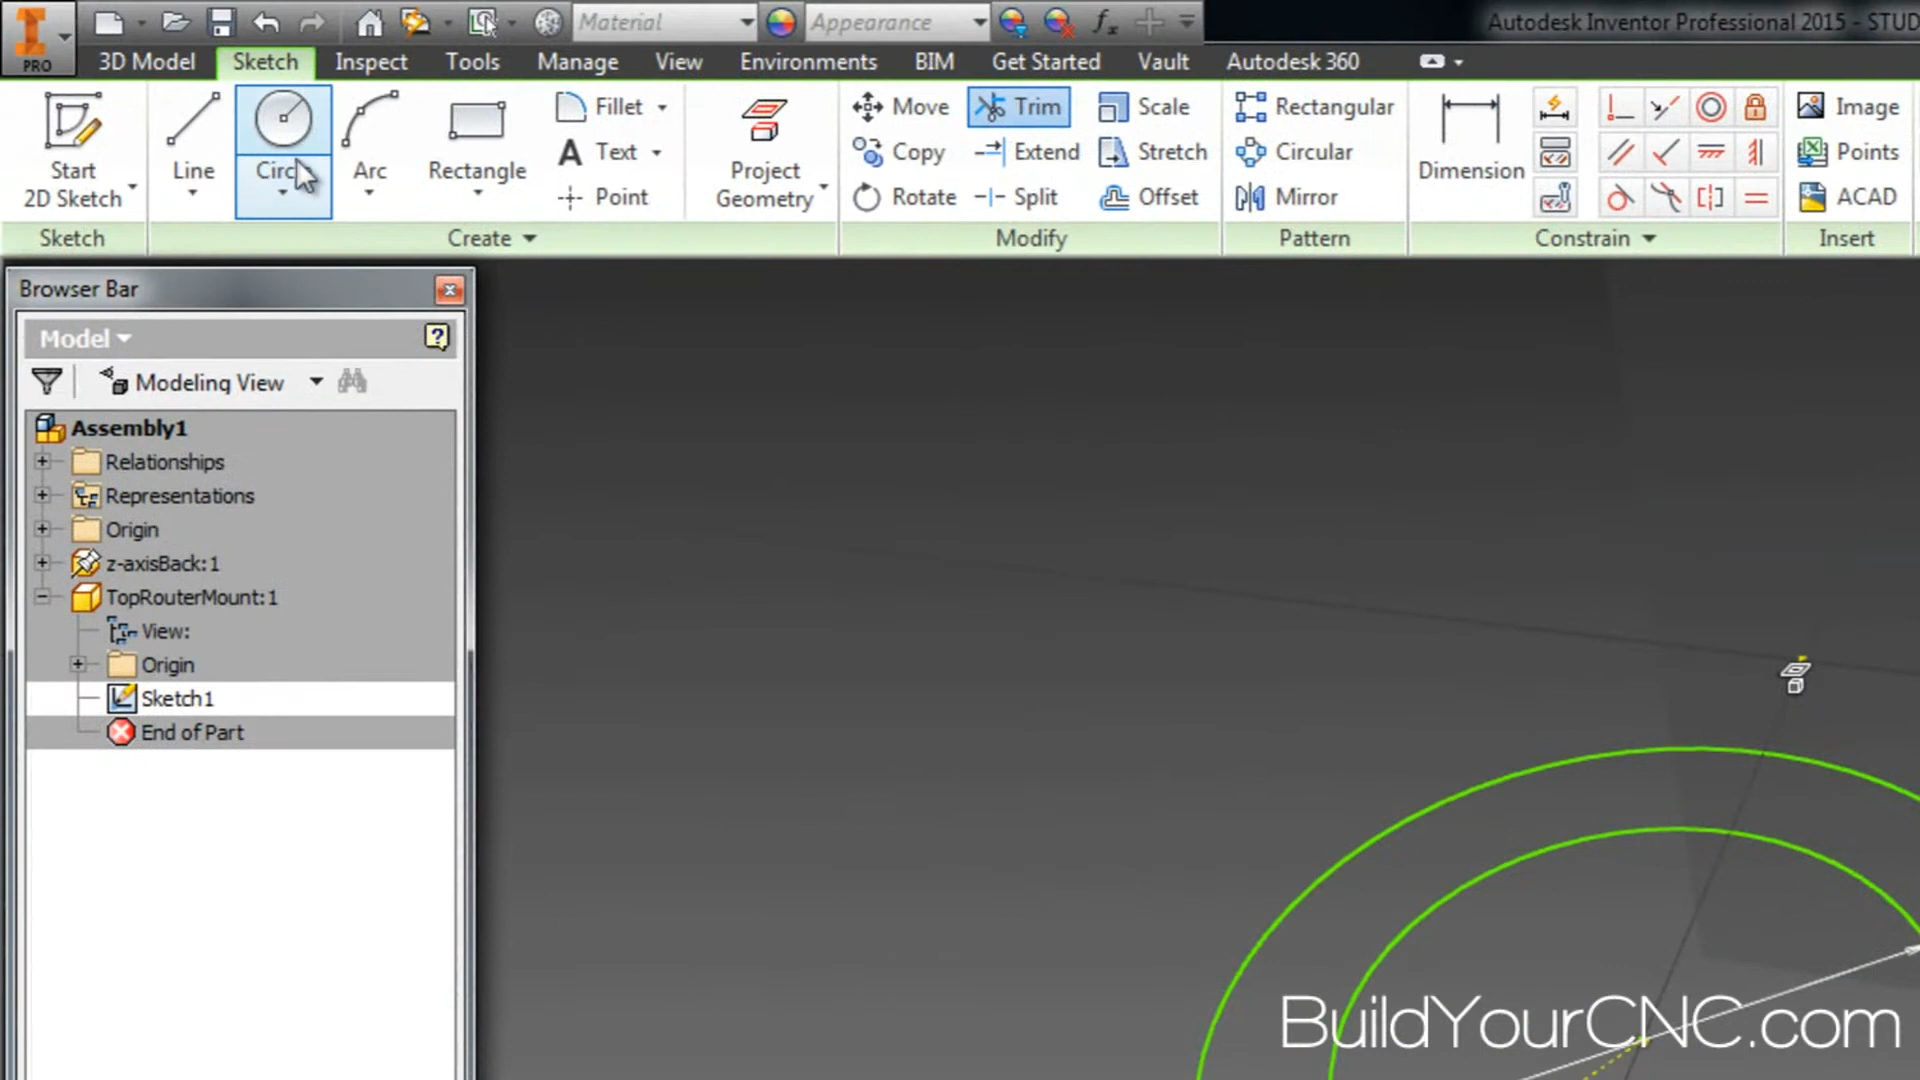 Material
Appearance
Autodesk Inventor Professional 2015 - STUD
PRO
3D Model
Sketch
Inspect
Tools
Manage
View
Environments
BIM
Get Started
Vault
Autodesk 360
Start
2D Sketch
Line
Circ
Arc
Rectangle
Fillet
Text
Point
Project
Geometry
Move
Copy
Rotate
Trim
Extend
Split
Scale
Stretch
Offset
Rectangular
Circular
Mirror
Dimension
Image
Points
ACAD
Sketch
Create
Modify
Pattern
Constrain
Insert
Browser Bar
Model
Modeling View
Assembly1
Relationships
Representations
Origin
z-axisBack:1
TopRouterMount:1
View:
Origin
Sketch1
End of Part
BuildYourCNC.com